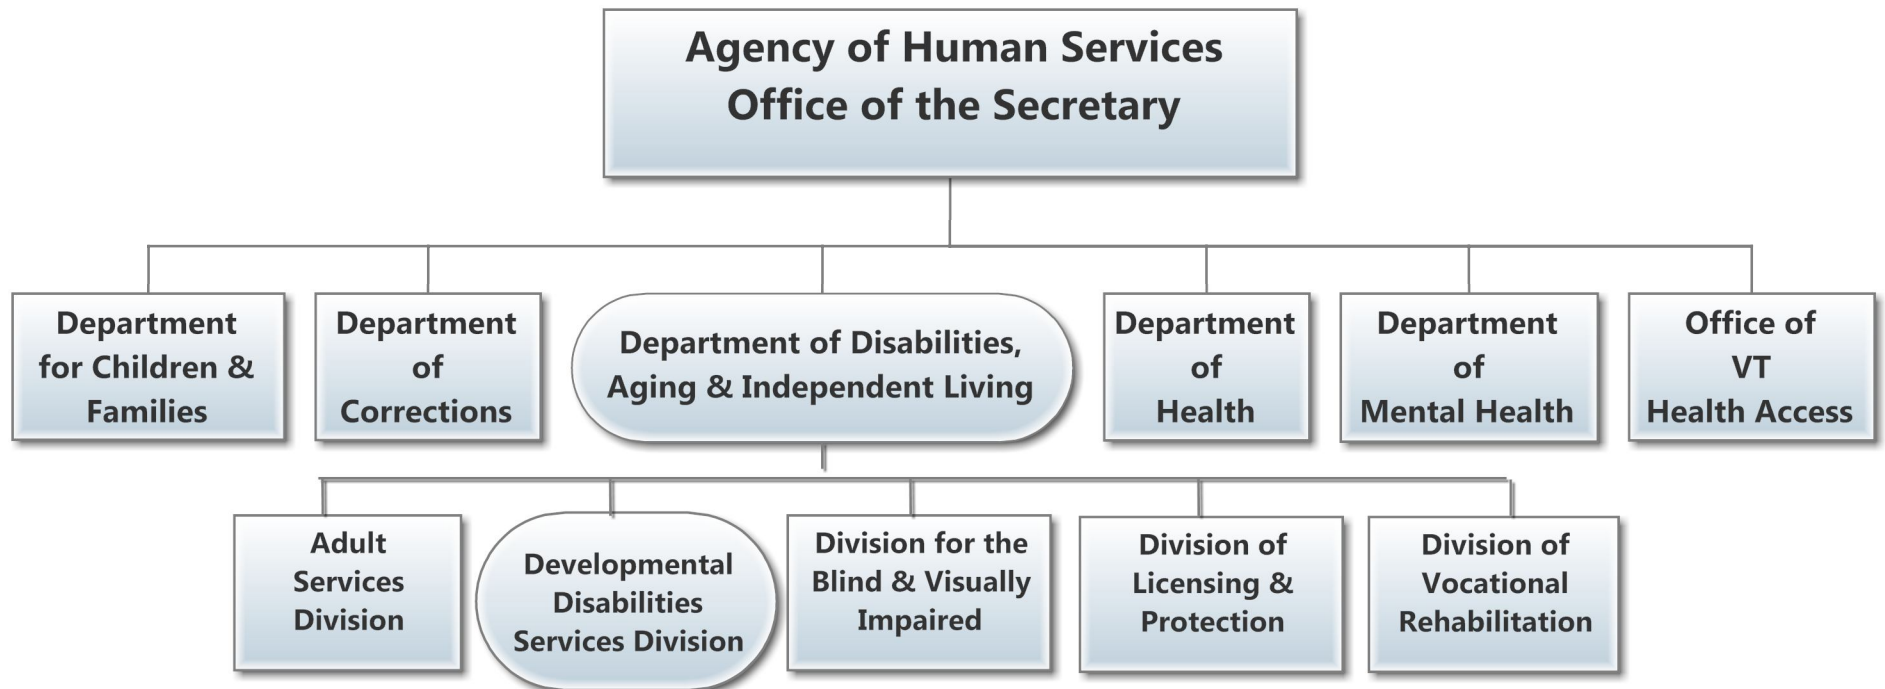 Agency of Human Services
Office of the Secretary
Department
for Children &
Families
Department
of
Corrections
Department of Disabilities,
Aging & Independent Living
Department
of
Health
Department
of
Mental Health
Office of
VT
Health Access
Adult
Services
Division
Developmental
Disabilities
Services Division
Division for the
Blind & Visually
Impaired
Division of
Licensing &
Protection
Division of
Vocational
Rehabilitation